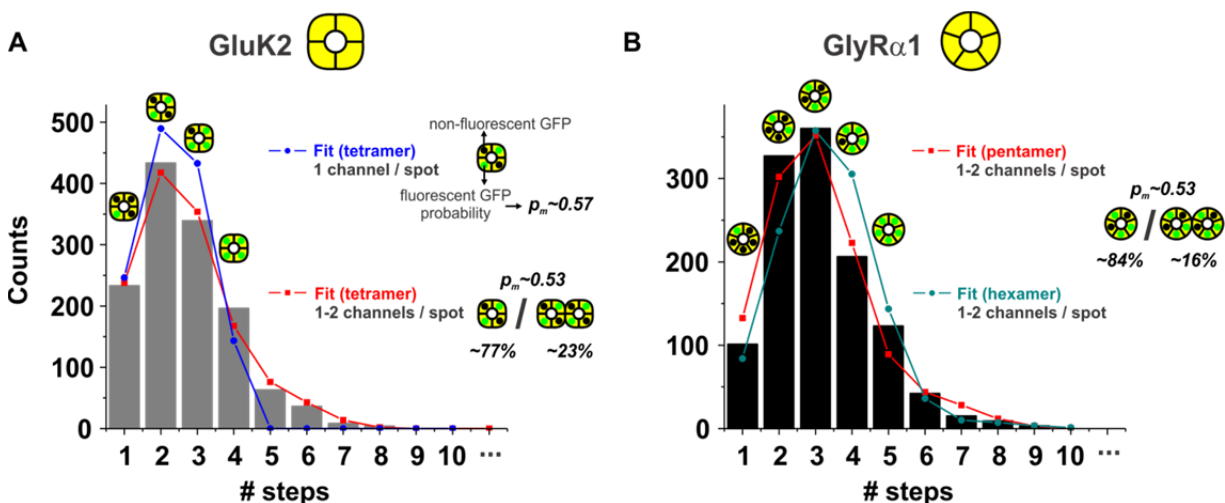 A
GluK2
500
400
300
200
100
0
Counts
1 2 3 4 5 6 7 8 9 10 ...
# steps
Fit (tetramer)
1 channel / spot
non-fluorescent GFP
fluorescent GFP
probability
pm~0.57
Fit (tetramer)
1-2 channels / spot
pm~0.53
/
~77% ~23%
B
GlyRα1
300
200
100
0
1 2 3 4 5 6 7 8 9 10 ...
# steps
Fit (pentamer)
1-2 channels / spot
Fit (hexamer)
1-2 channels / spot
pm~0.53
/
~84% ~16%